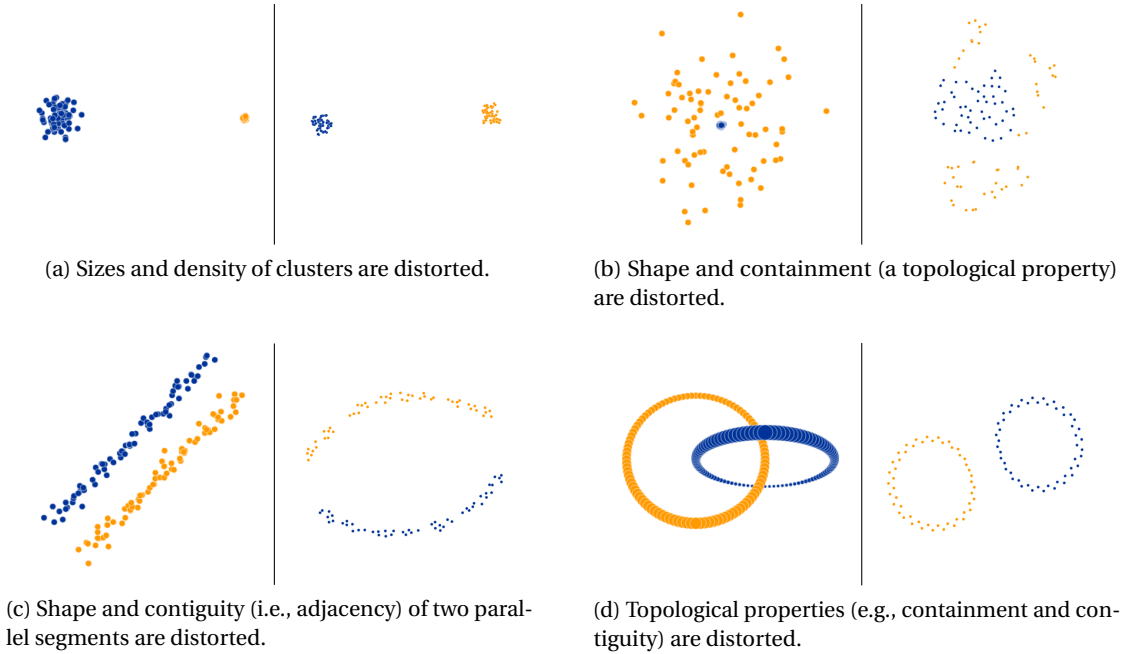 (a) Sizes and density of clusters are distorted.
(b) Shape and containment (a topological property)
are distorted.
(c) Shape and contiguity (i.e., adjacency) of two paral-
lel segments are distorted.
(d) Topological properties (e.g., containment and con-
tiguity) are distorted.